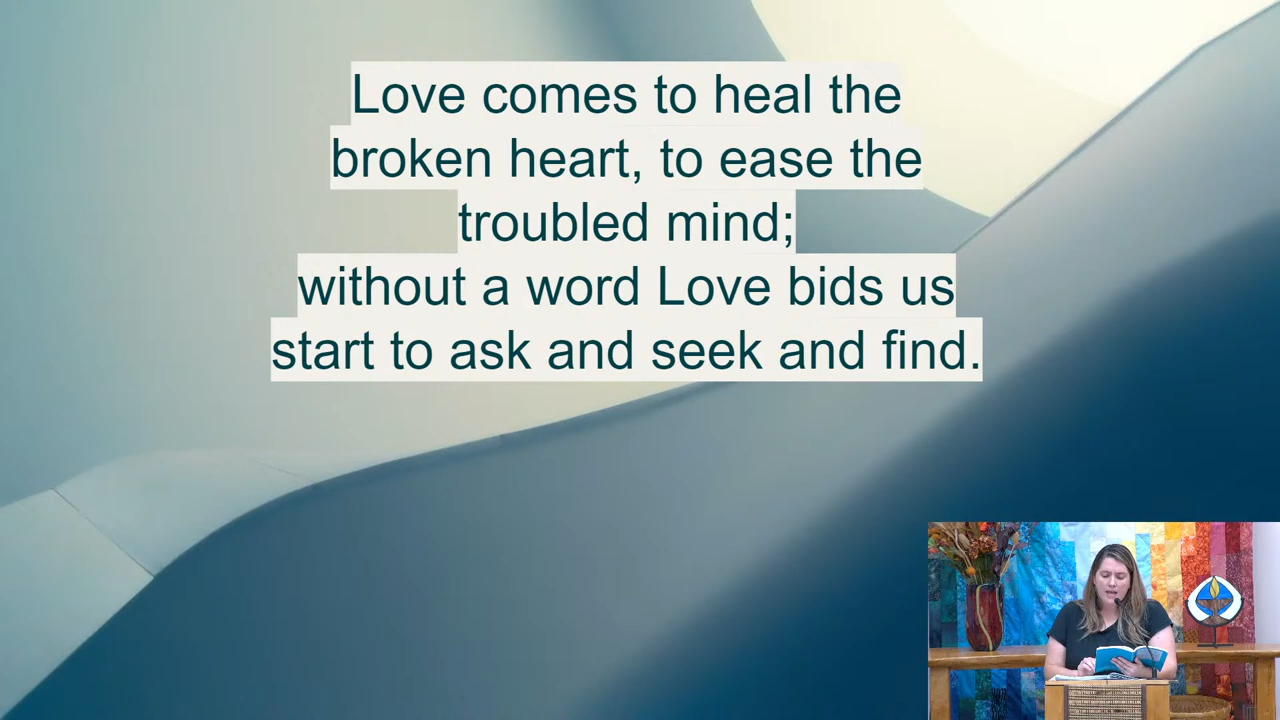 Love comes to heal the
broken heart, to ease the
troubled mind;
without a word Love bids us
start to ask and seek and find.